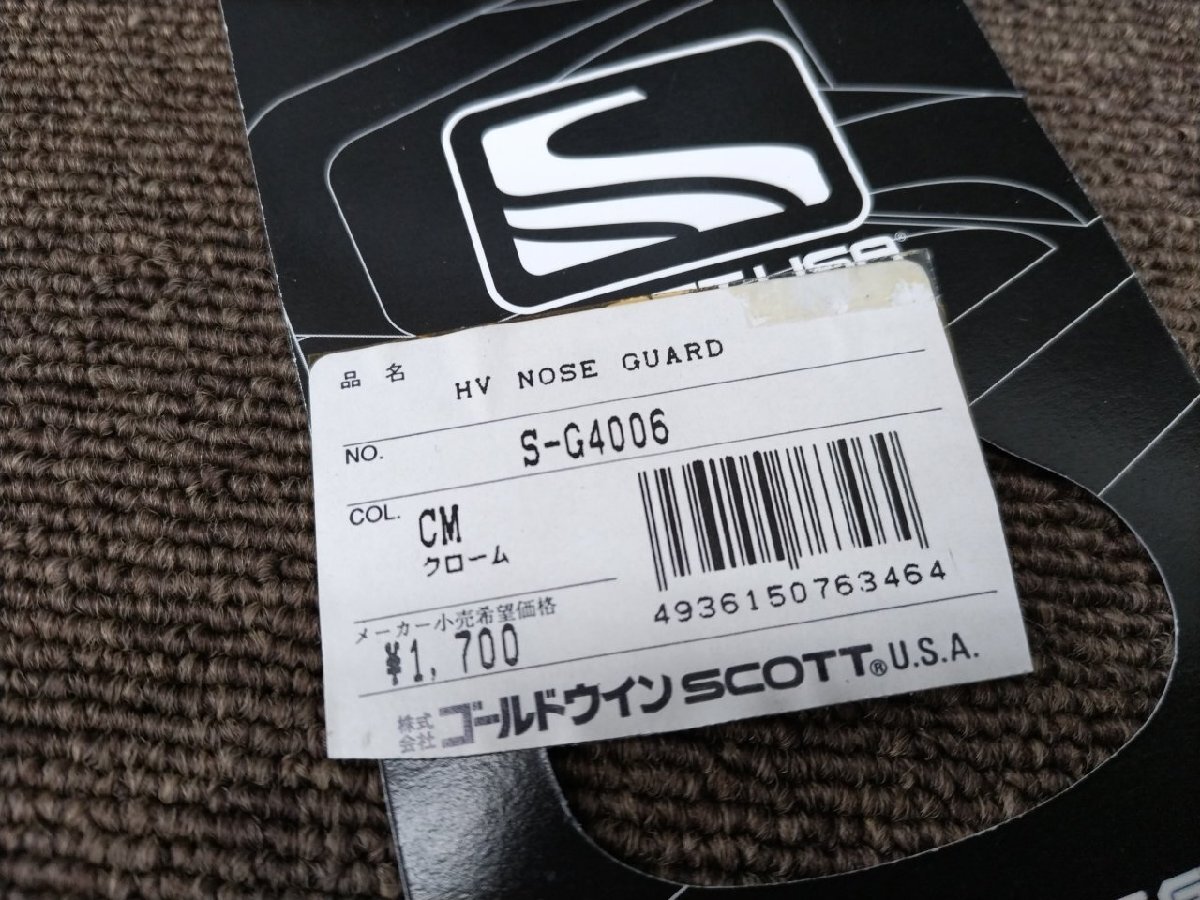 USA®
品名 HV NOSE GUARD
NO. S-G4006
COL. CM
クローム
メーカー小売希望価格
¥1,700
4936150763464
株式会社 ゴールドウイン SCOTT® U.S.A.